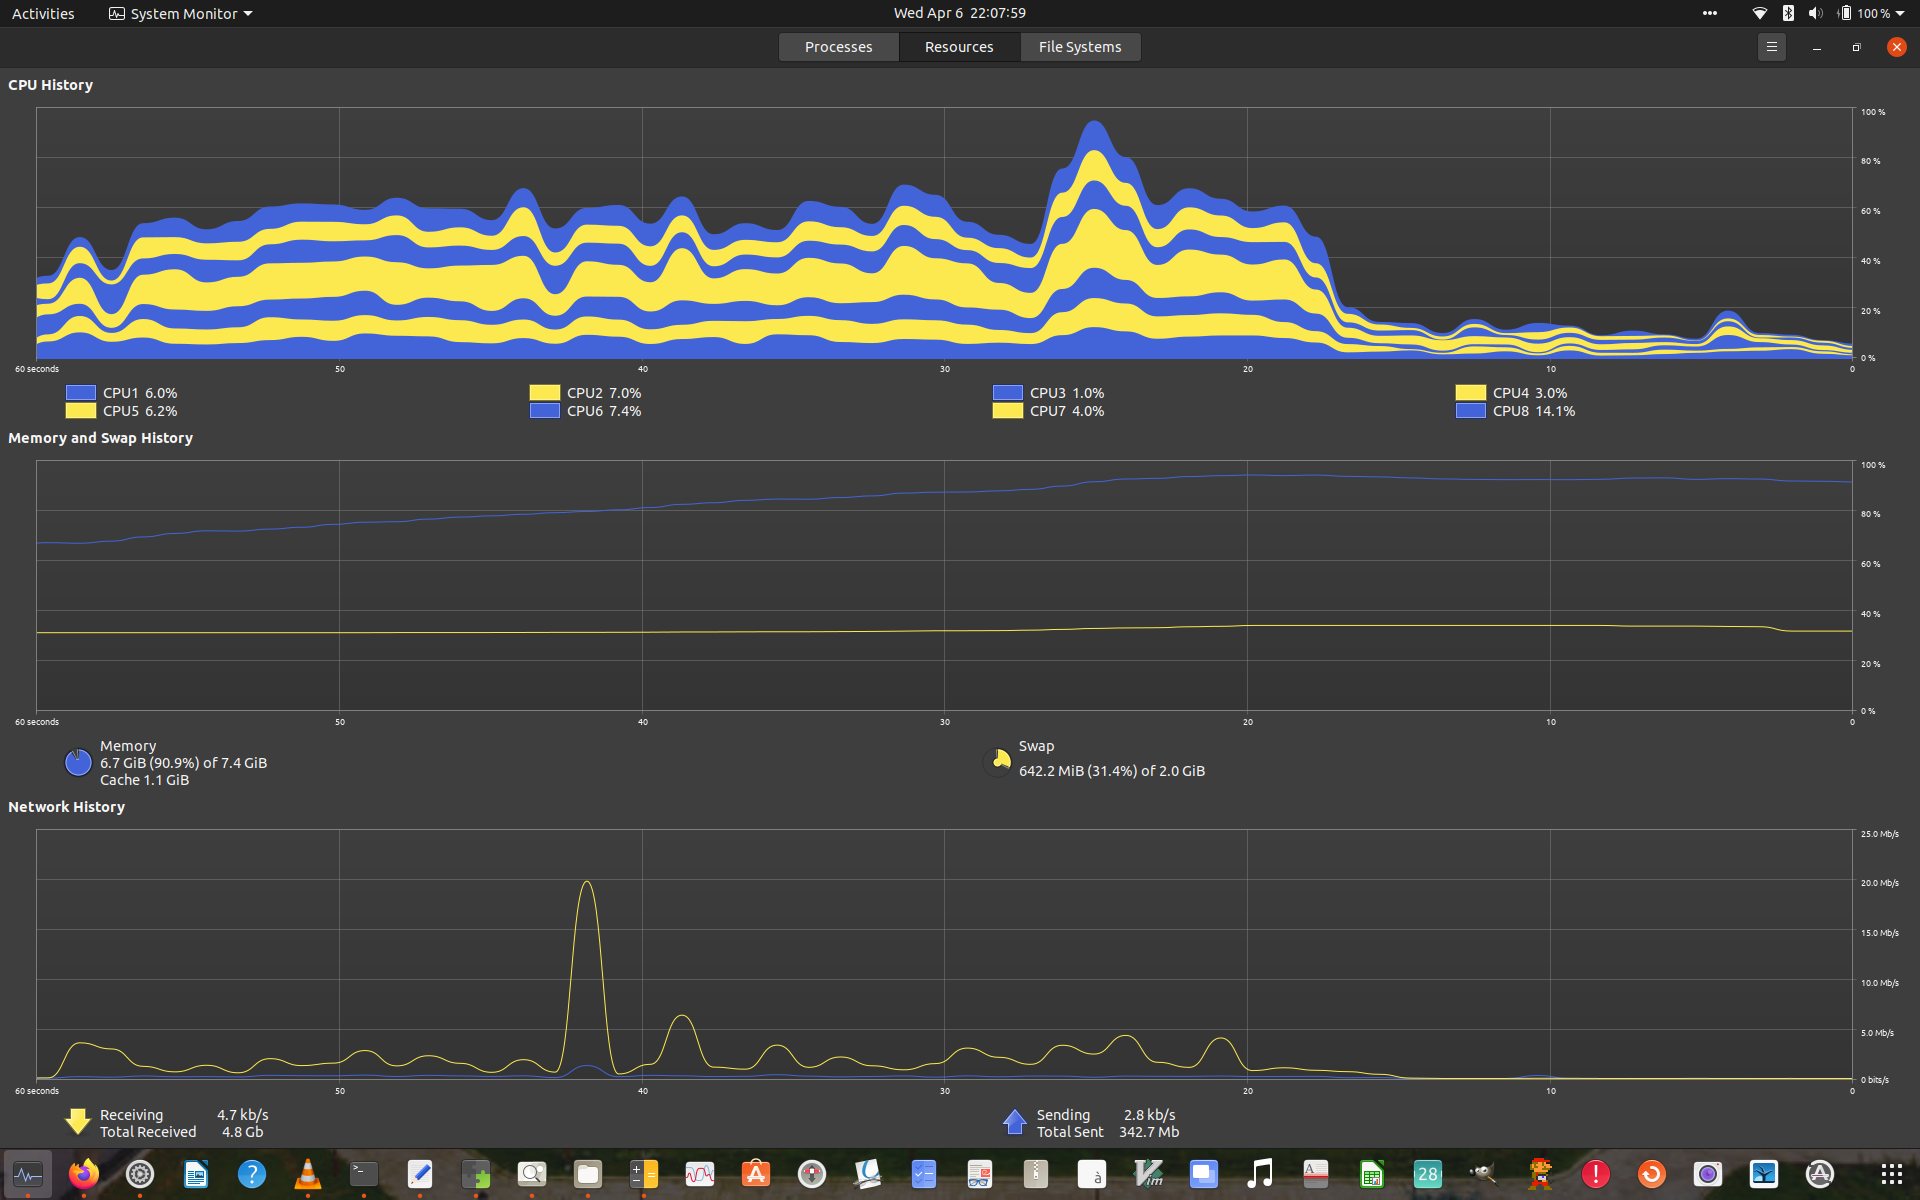 Activities System Monitor Wed Apr 6 22:07:59 100 %
Processes Resources File Systems
CPU History
100 %
80 %
60 %
40 %
20 %
0 %
60 seconds 50 40 30 20 10 0
CPU1 6.0% CPU2 7.0% CPU3 1.0% CPU4 3.0%
CPU5 6.2% CPU6 7.4% CPU7 4.0% CPU8 14.1%
Memory and Swap History
100 %
80 %
60 %
40 %
20 %
0 %
60 seconds 50 40 30 20 10 0
Memory
6.7 GiB (90.9%) of 7.4 GiB
Cache 1.1 GiB
Swap
642.2 MiB (31.4%) of 2.0 GiB
Network History
25.0 Mb/s
20.0 Mb/s
15.0 Mb/s
10.0 Mb/s
5.0 Mb/s
0 bits/s
60 seconds 50 40 30 20 10 0
Receiving 4.7 kb/s
Total Received 4.8 Gb
Sending 2.8 kb/s
Total Sent 342.7 Mb
? >_ A à Vim A 28 ! A